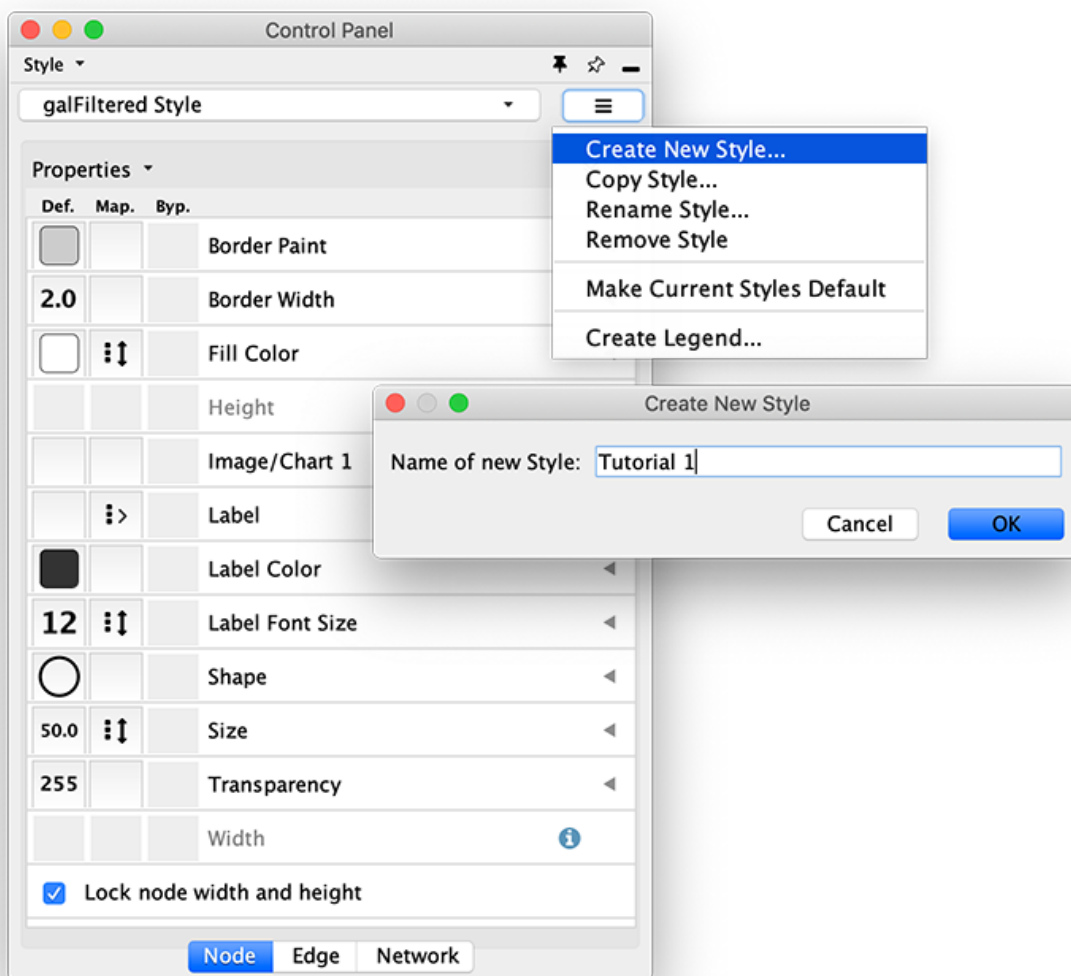 Control Panel
Style
galFiltered Style
Create New Style...
Copy Style...
Rename Style...
Remove Style
Make Current Styles Default
Create Legend...
Properties
Def. Map. Byp.
Border Paint
2.0 Border Width
Fill Color
Height
Image/Chart 1
Label
Label Color
12 Label Font Size
Shape
50.0 Size
255 Transparency
Width
Lock node width and height
Node Edge Network
Create New Style
Name of new Style: Tutorial 1
Cancel OK